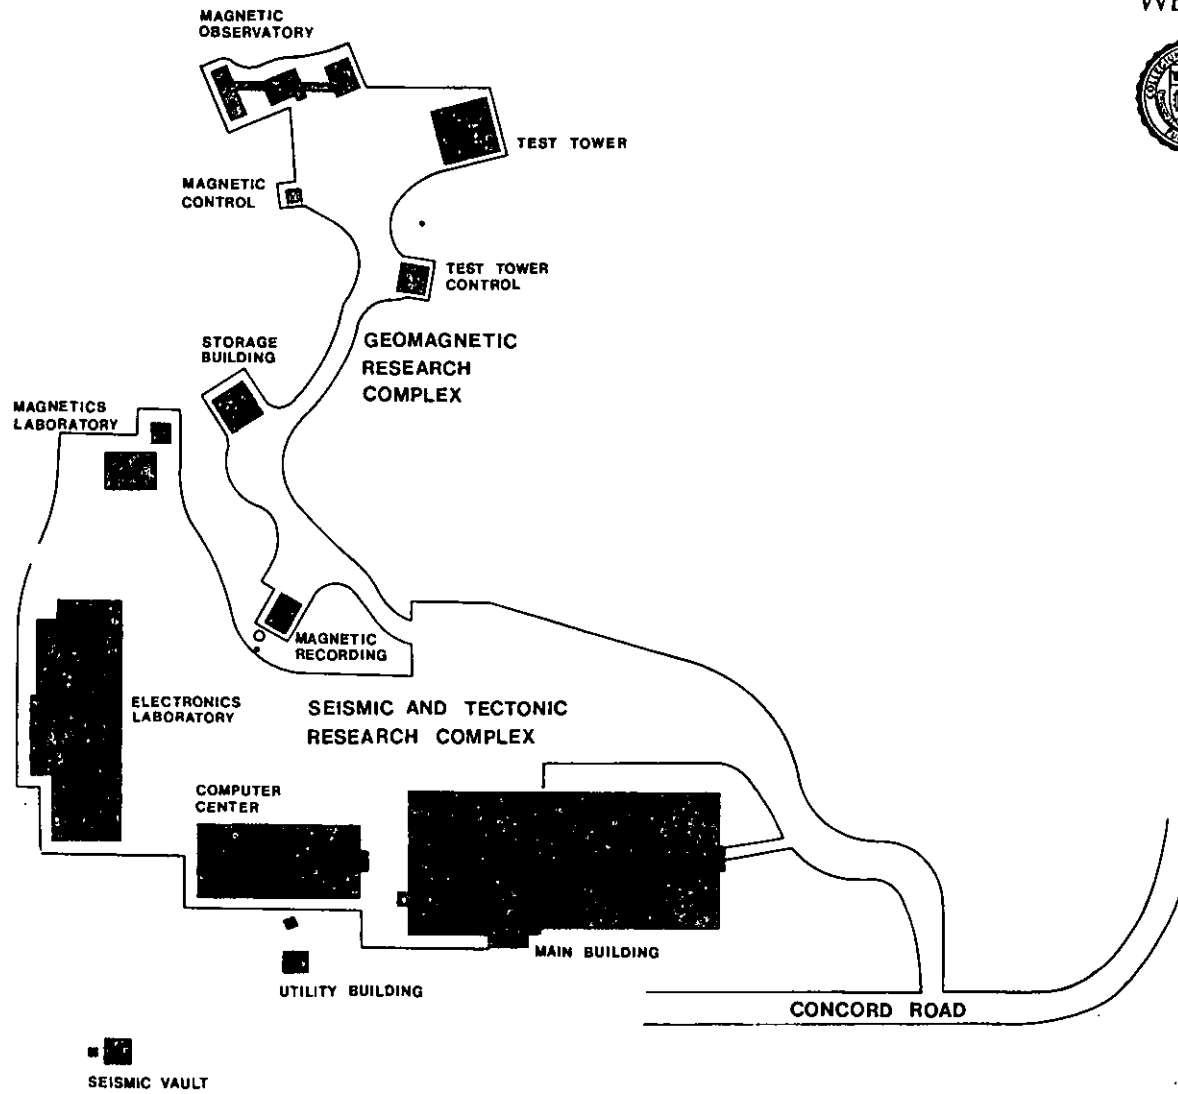 MAGNETIC
OBSERVATORY
TEST TOWER
MAGNETIC
CONTROL
TEST TOWER
CONTROL
STORAGE
BUILDING
GEOMAGNETIC
RESEARCH
COMPLEX
MAGNETICS
LABORATORY
MAGNETIC
RECORDING
ELECTRONICS
LABORATORY
SEISMIC AND TECTONIC
RESEARCH COMPLEX
COMPUTER
CENTER
MAIN BUILDING
UTILITY BUILDING
CONCORD ROAD
SEISMIC VAULT